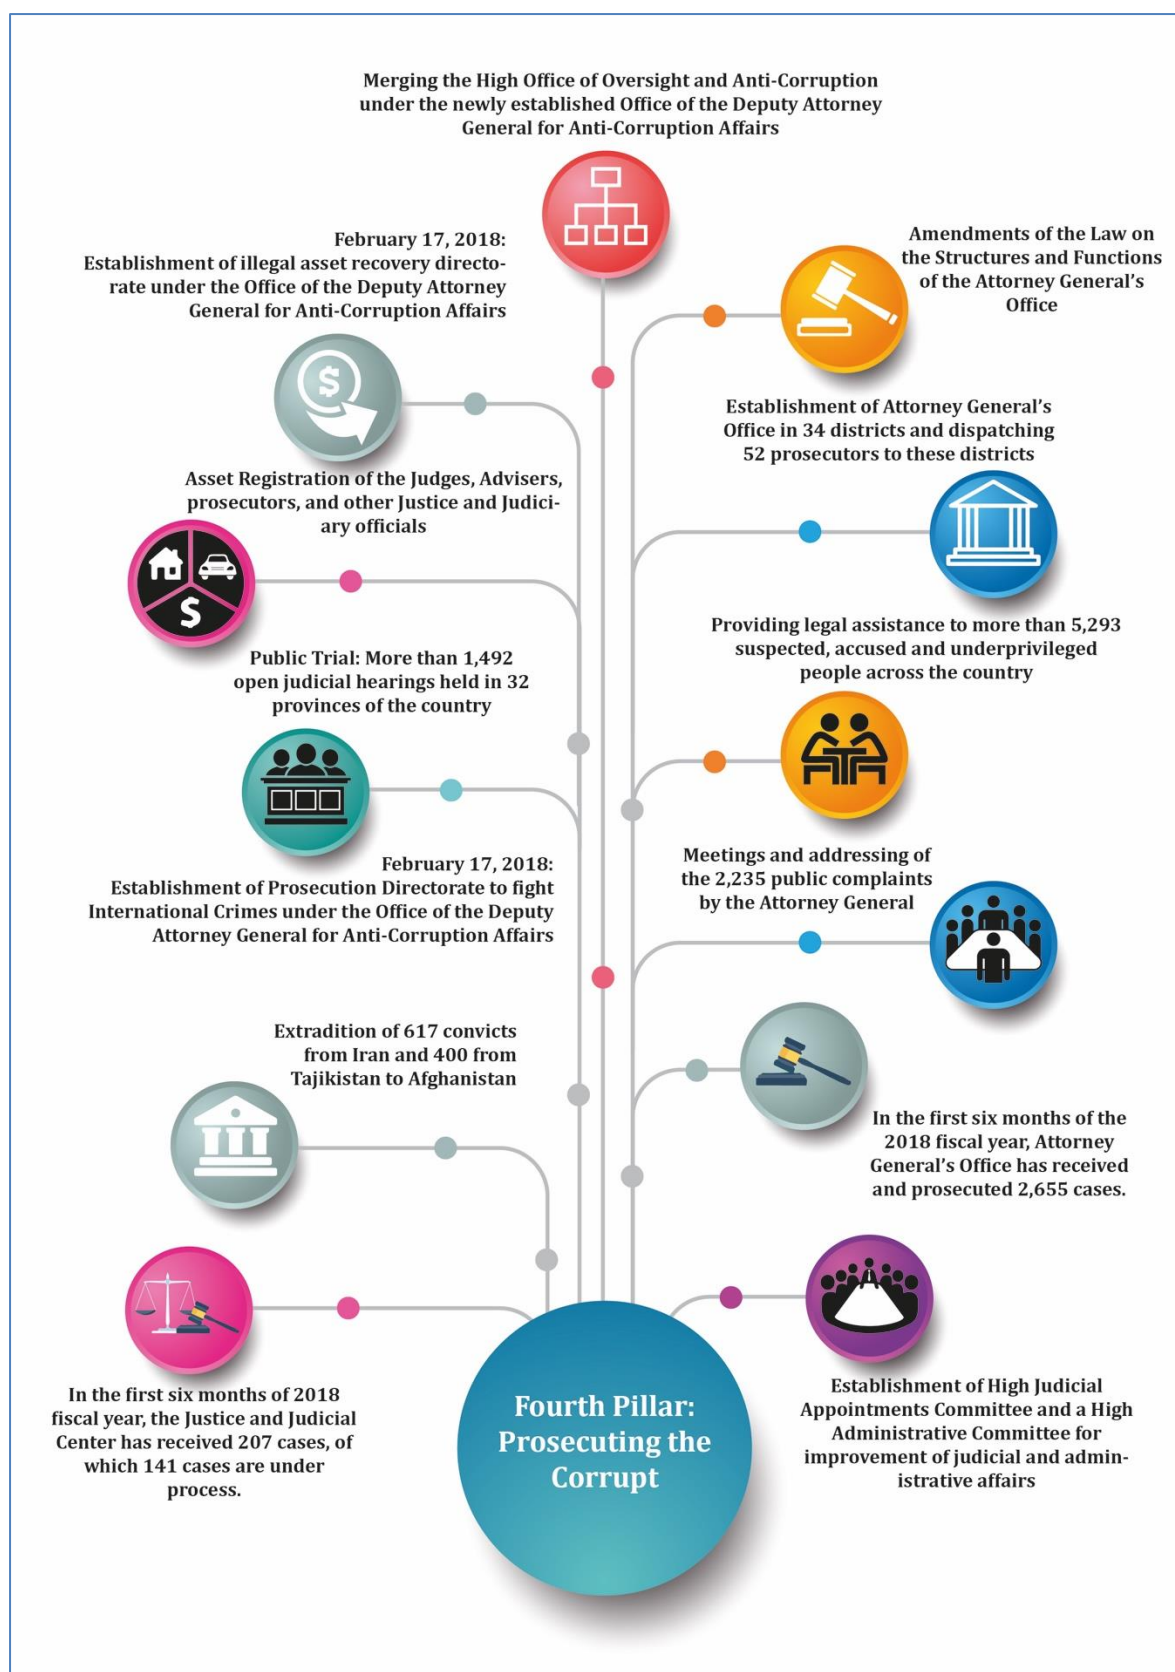 Merging the High Office of Oversight and Anti-Corruption
under the newly established Office of the Deputy Attorney
General for Anti-Corruption Affairs
February 17, 2018:
Establishment of illegal asset recovery directo-
rate under the Office of the Deputy Attorney
General for Anti-Corruption Affairs
Amendments of the Law on
the Structures and Functions
of the Attorney General's
Office
$
Establishment of Attorney General's
Office in 34 districts and dispatching
52 prosecutors to these districts
Asset Registration of the Judges, Advisers,
prosecutors, and other Justice and Judici-
ary officials
$
Providing legal assistance to more than 5,293
suspected, accused and underprivileged
people across the country
Public Trial: More than 1,492
open judicial hearings held in 32
provinces of the country
Meetings and addressing of
the 2,235 public complaints
by the Attorney General
February 17, 2018:
Establishment of Prosecution Directorate to fight
International Crimes under the Office of the Deputy
Attorney General for Anti-Corruption Affairs
Extradition of 617 convicts
from Iran and 400 from
Tajikistan to Afghanistan
In the first six months of the
2018 fiscal year, Attorney
General's Office has received
and prosecuted 2,655 cases.
In the first six months of 2018
fiscal year, the Justice and Judicial
Center has received 207 cases, of
which 141 cases are under
process.
Establishment of High Judicial
Appointments Committee and a High
Administrative Committee for
improvement of judicial and admin-
istrative affairs
Fourth Pillar:
Prosecuting the
Corrupt